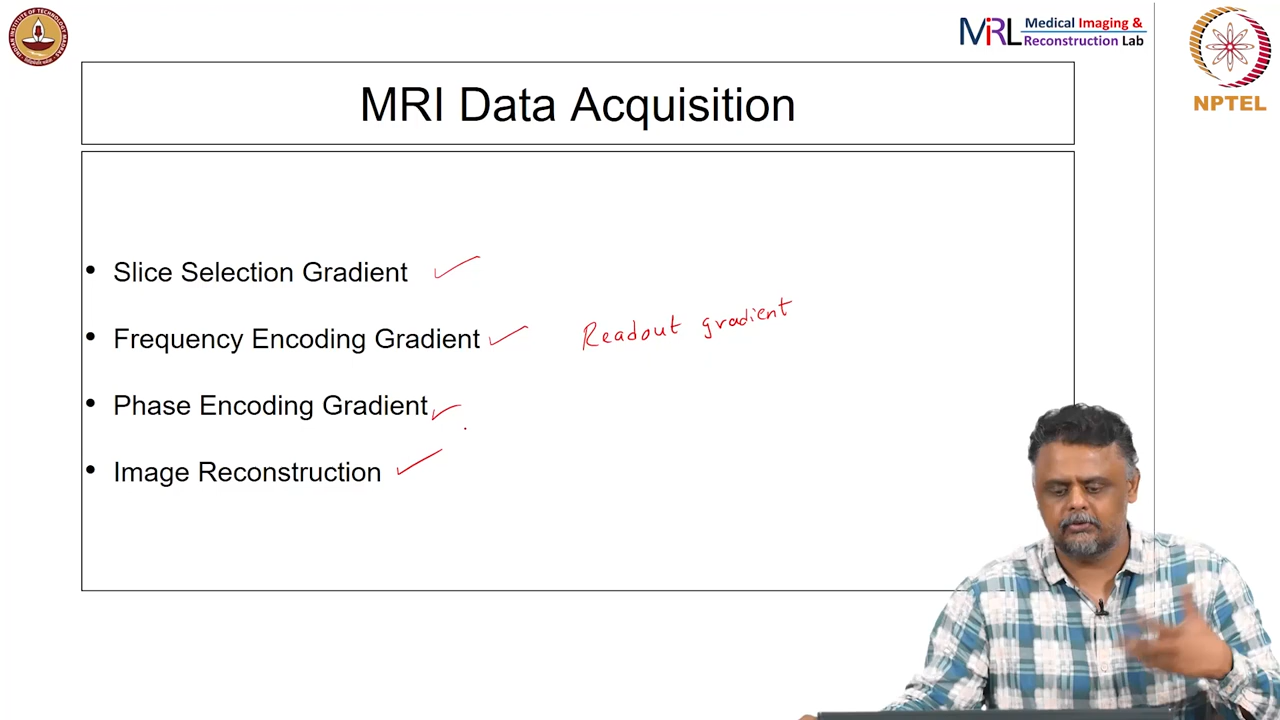 MiRL Medical Imaging &
Reconstruction Lab
NPTEL
MRI Data Acquisition
• Slice Selection Gradient
• Frequency Encoding Gradient
Readout gradient
• Phase Encoding Gradient
• Image Reconstruction